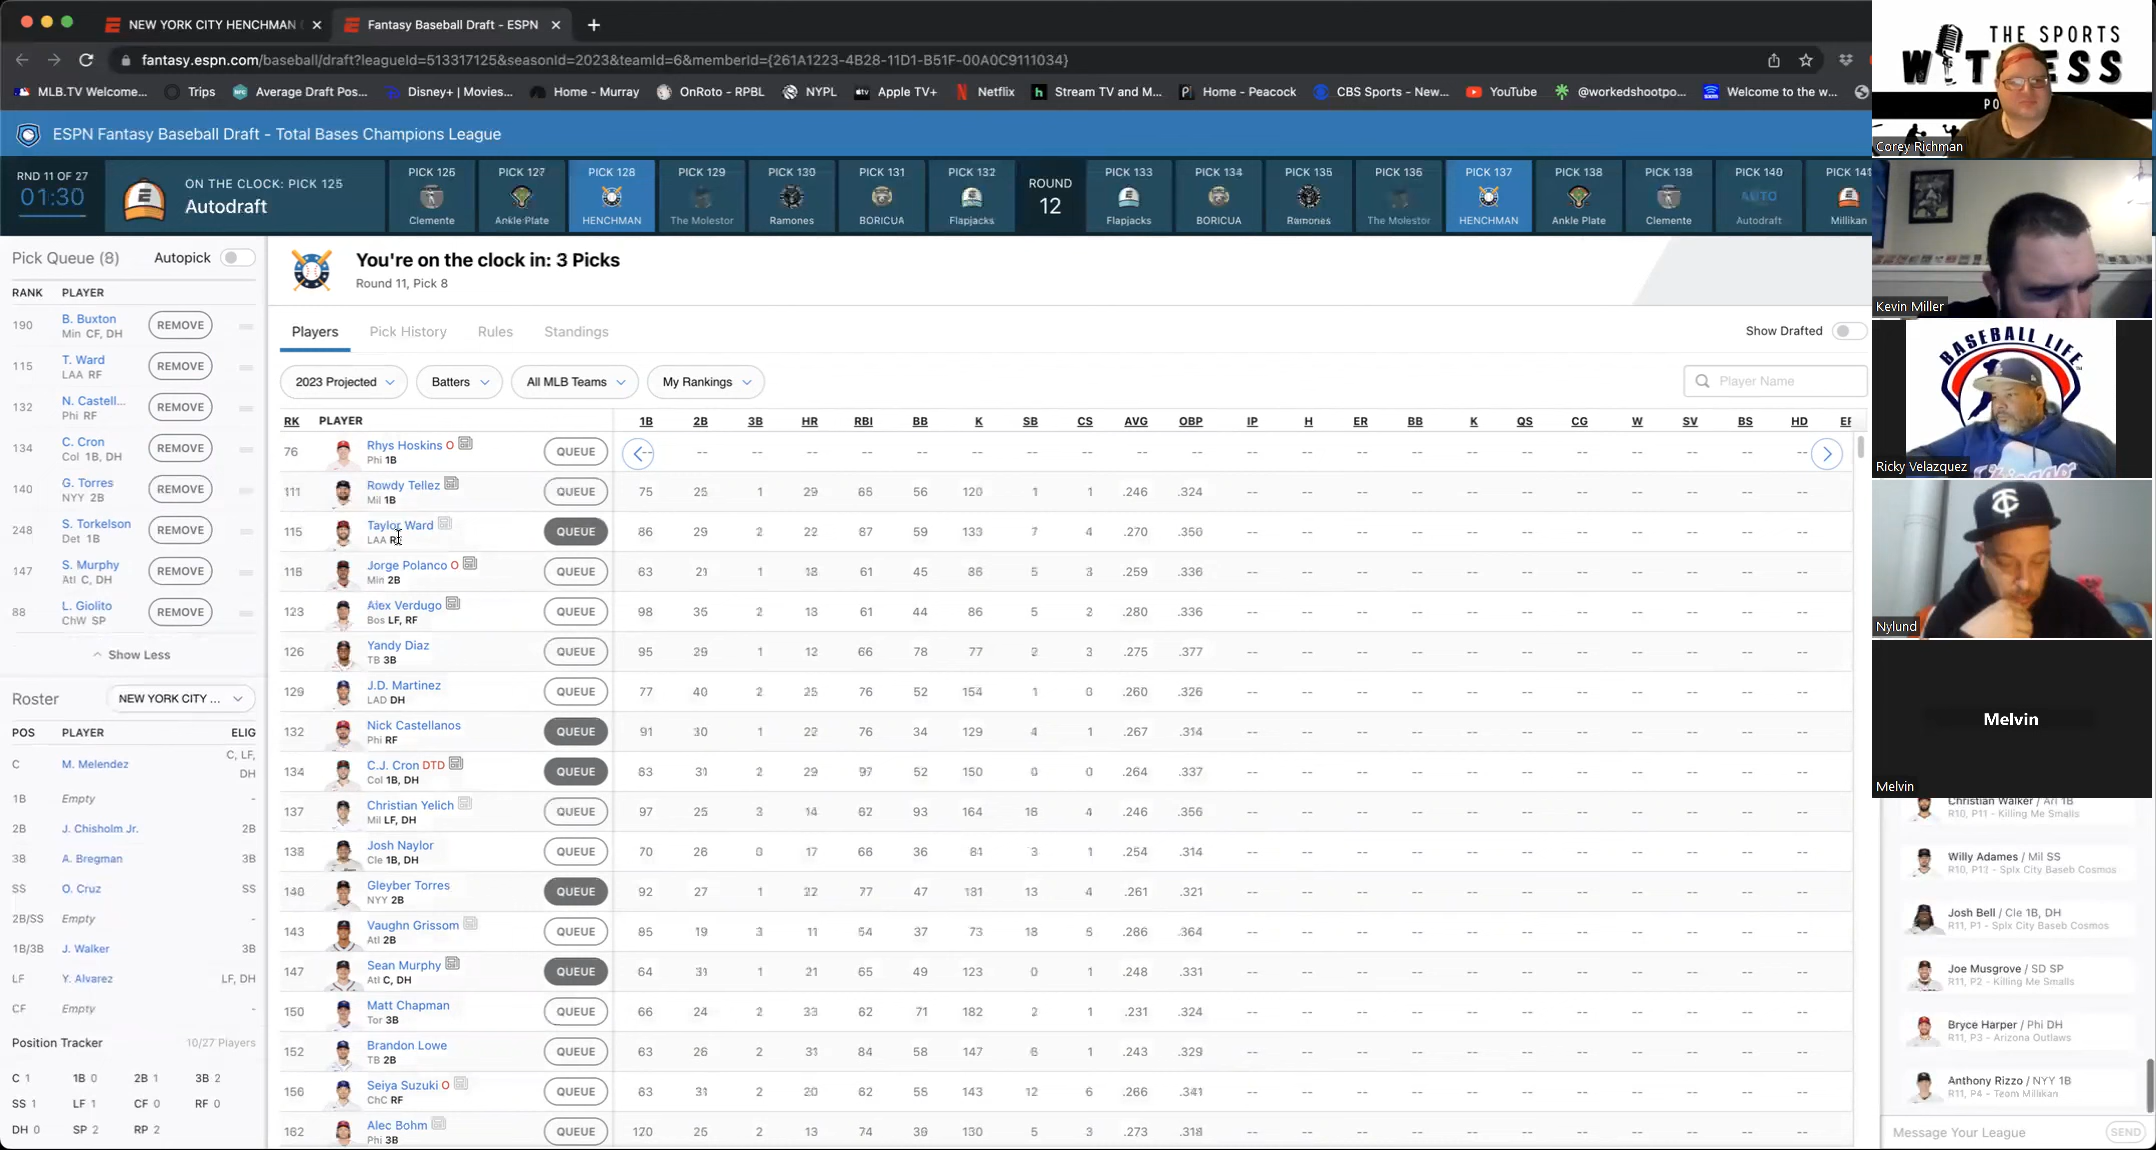 NEW YORK CITY HENCHMAN
Fantasy Baseball Draft - ESPN
fantasy.espn.com/baseball/draft?leagueId=513317125&seasonId=2023&teamId=6&memberId={261A1223-4B28-11D1-B51F-00A0C9111034}
MLB.TV Welcome... Trips Average Draft Pos... Disney+ | Movies... Home - Murray OnRoto - RPBL NYPL Apple TV+ Netflix Stream TV and M... Home - Peacock CBS Sports - New... YouTube @workedshootpo... Welcome to the w...
ESPN Fantasy Baseball Draft - Total Bases Champions League
RND 11 OF 27
01:30
ON THE CLOCK: PICK 125
Autodraft
PICK 126 Clemente
PICK 127 Ankle Plate
PICK 128 HENCHMAN
PICK 129 The Molestor
PICK 130 Ramones
PICK 131 BORICUA
PICK 132 Flapjacks
ROUND 12
PICK 133 Flapjacks
PICK 134 BORICUA
PICK 135 Ramones
PICK 136 The Molestor
PICK 137 HENCHMAN
PICK 138 Ankle Plate
PICK 138 Clemente
PICK 140 AUTO Autodraft
PICK 141 Millikan
Pick Queue (8) Autopick
RANK PLAYER
190 B. Buxton REMOVE
Min CF, DH
115 T. Ward REMOVE
LAA RF
132 N. Castell... REMOVE
Phi RF
134 C. Cron REMOVE
Col 1B, DH
140 G. Torres REMOVE
NYY 2B
248 S. Torkelson REMOVE
Det 1B
147 S. Murphy REMOVE
Atl C, DH
88 L. Giolito REMOVE
ChW SP
Show Less
Roster NEW YORK CITY ...
POS PLAYER ELIG
C M. Melendez C, LF, DH
1B Empty -
2B J. Chisholm Jr. 2B
3B A. Bregman 3B
SS O. Cruz SS
2B/SS Empty -
1B/3B J. Walker 3B
LF Y. Alvarez LF, DH
CF Empty -
Position Tracker 10/27 Players
C 1 1B 0 2B 1 3B 2
SS 1 LF 1 CF 0 RF 0
DH 0 SP 2 RP 2
You're on the clock in: 3 Picks
Round 11, Pick 8
Players Pick History Rules Standings
Show Drafted
2023 Projected Batters All MLB Teams My Rankings
Player Name
RK PLAYER 1B 2B 3B HR RBI BB K SB CS AVG OBP IP H ER BB K QS CG W SV BS HD
76 Rhys Hoskins O QUEUE -- -- -- -- -- -- -- -- -- -- -- -- -- -- -- -- -- -- -- -- -- --
Phi 1B
111 Rowdy Tellez QUEUE 75 25 1 29 65 56 120 1 1 .246 .324 -- -- -- -- -- -- -- -- -- -- --
Mil 1B
115 Taylor Ward QUEUE 86 29 2 22 87 59 133 7 4 .270 .350 -- -- -- -- -- -- -- -- -- -- --
LAA
118 Jorge Polanco O QUEUE 63 21 1 18 61 45 86 5 3 .259 .336 -- -- -- -- -- -- -- -- -- -- --
Min 2B
123 Alex Verdugo QUEUE 98 35 2 13 61 44 86 5 2 .280 .336 -- -- -- -- -- -- -- -- -- -- --
Bos LF, RF
126 Yandy Diaz QUEUE 95 29 1 12 66 78 77 2 3 .275 .377 -- -- -- -- -- -- -- -- -- -- --
TB 3B
129 J.D. Martinez QUEUE 77 40 2 25 76 52 154 1 0 .260 .326 -- -- -- -- -- -- -- -- -- -- --
LAD DH
132 Nick Castellanos QUEUE 91 30 1 22 76 34 129 4 1 .267 .314 -- -- -- -- -- -- -- -- -- -- --
Phi RF
134 C.J. Cron DTD QUEUE 63 31 2 29 97 52 150 0 0 .264 .337 -- -- -- -- -- -- -- -- -- -- --
Col 1B, DH
137 Christian Yelich QUEUE 97 25 3 14 62 93 164 16 4 .246 .356 -- -- -- -- -- -- -- -- -- -- --
Mil LF, DH
138 Josh Naylor QUEUE 70 26 0 17 66 36 81 3 1 .254 .314 -- -- -- -- -- -- -- -- -- -- --
Cle 1B, DH
140 Gleyber Torres QUEUE 92 27 1 22 77 47 131 13 4 .261 .321 -- -- -- -- -- -- -- -- -- -- --
NYY 2B
143 Vaughn Grissom QUEUE 85 19 3 11 54 37 73 18 5 .286 .364 -- -- -- -- -- -- -- -- -- -- --
Atl 2B
147 Sean Murphy QUEUE 64 31 1 21 65 49 123 0 1 .248 .331 -- -- -- -- -- -- -- -- -- -- --
Atl C, DH
150 Matt Chapman QUEUE 66 24 2 33 62 71 182 2 1 .231 .324 -- -- -- -- -- -- -- -- -- -- --
Tor 3B
152 Brandon Lowe QUEUE 63 26 2 31 84 58 147 6 1 .243 .329 -- -- -- -- -- -- -- -- -- -- --
TB 2B
156 Seiya Suzuki O QUEUE 63 31 2 20 62 55 143 12 6 .266 .341 -- -- -- -- -- -- -- -- -- -- --
ChC RF
162 Alec Bohm QUEUE 120 25 2 13 74 39 130 5 3 .273 .318 -- -- -- -- -- -- -- -- -- -- --
Phi 3B
THE SPORTS
WITNESS
PO
Corey Richman
Kevin Miller
BASEBALL LIFE
Ricky Velazquez
TC
Nylund
Melvin
Melvin
Christian Walker / Ari 1B
R10, P11 - Killing Me Smalls
Willy Adames / Mil SS
R10, P12 - Splx City Baseb Cosmos
Josh Bell / Cle 1B, DH
R11, P1 - Splx City Baseb Cosmos
Joe Musgrove / SD SP
R11, P2 - Killing Me Smalls
Bryce Harper / Phi DH
R11, P3 - Arizona Outlaws
Anthony Rizzo / NYY 1B
R11, P4 - Team Millikan
Message Your League SEND